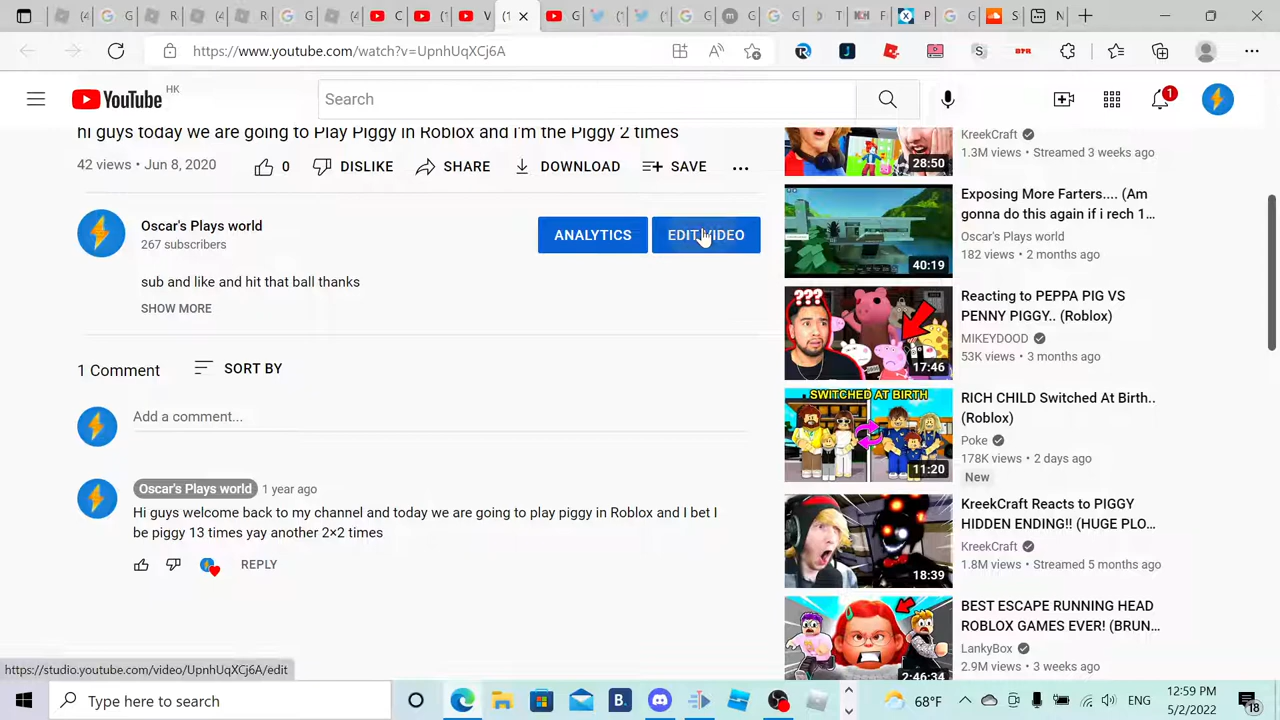 https://www.youtube.com/watch?v=UpnhUqXCj6A
YouTube HK
Search
1
hi guys today we are going to Play Piggy in Roblox and I'm the Piggy 2 times
42 views • Jun 8, 2020
0
DISLIKE
SHARE
DOWNLOAD
SAVE
Oscar's Plays world
267 subscribers
ANALYTICS
EDIT VIDEO
sub and like and hit that ball thanks
SHOW MORE
1 Comment
SORT BY
Add a comment...
Oscar's Plays world 1 year ago
Hi guys welcome back to my channel and today we are going to play piggy in Roblox and I bet I
be piggy 13 times yay another 2×2 times
REPLY
28:50
KreekCraft
1.3M views • Streamed 3 weeks ago
40:19
Exposing More Farters.... (Am
gonna do this again if i rech 1...
Oscar's Plays world
182 views • 2 months ago
???
17:46
Reacting to PEPPA PIG VS
PENNY PIGGY.. (Roblox)
MIKEYDOOD
53K views • 3 months ago
SWITCHED AT BIRTH
11:20
RICH CHILD Switched At Birth..
(Roblox)
Poke
178K views • 2 days ago
New
18:39
KreekCraft Reacts to PIGGY
HIDDEN ENDING!! (HUGE PLO...
KreekCraft
1.8M views • Streamed 5 months ago
2:46:34
BEST ESCAPE RUNNING HEAD
ROBLOX GAMES EVER! (BRUN...
LankyBox
2.9M views • 3 weeks ago
https://studio.youtube.com/video/UpnhUqXCj6A/edit
Type here to search
68°F
ENG
12:59 PM
5/2/2022
18